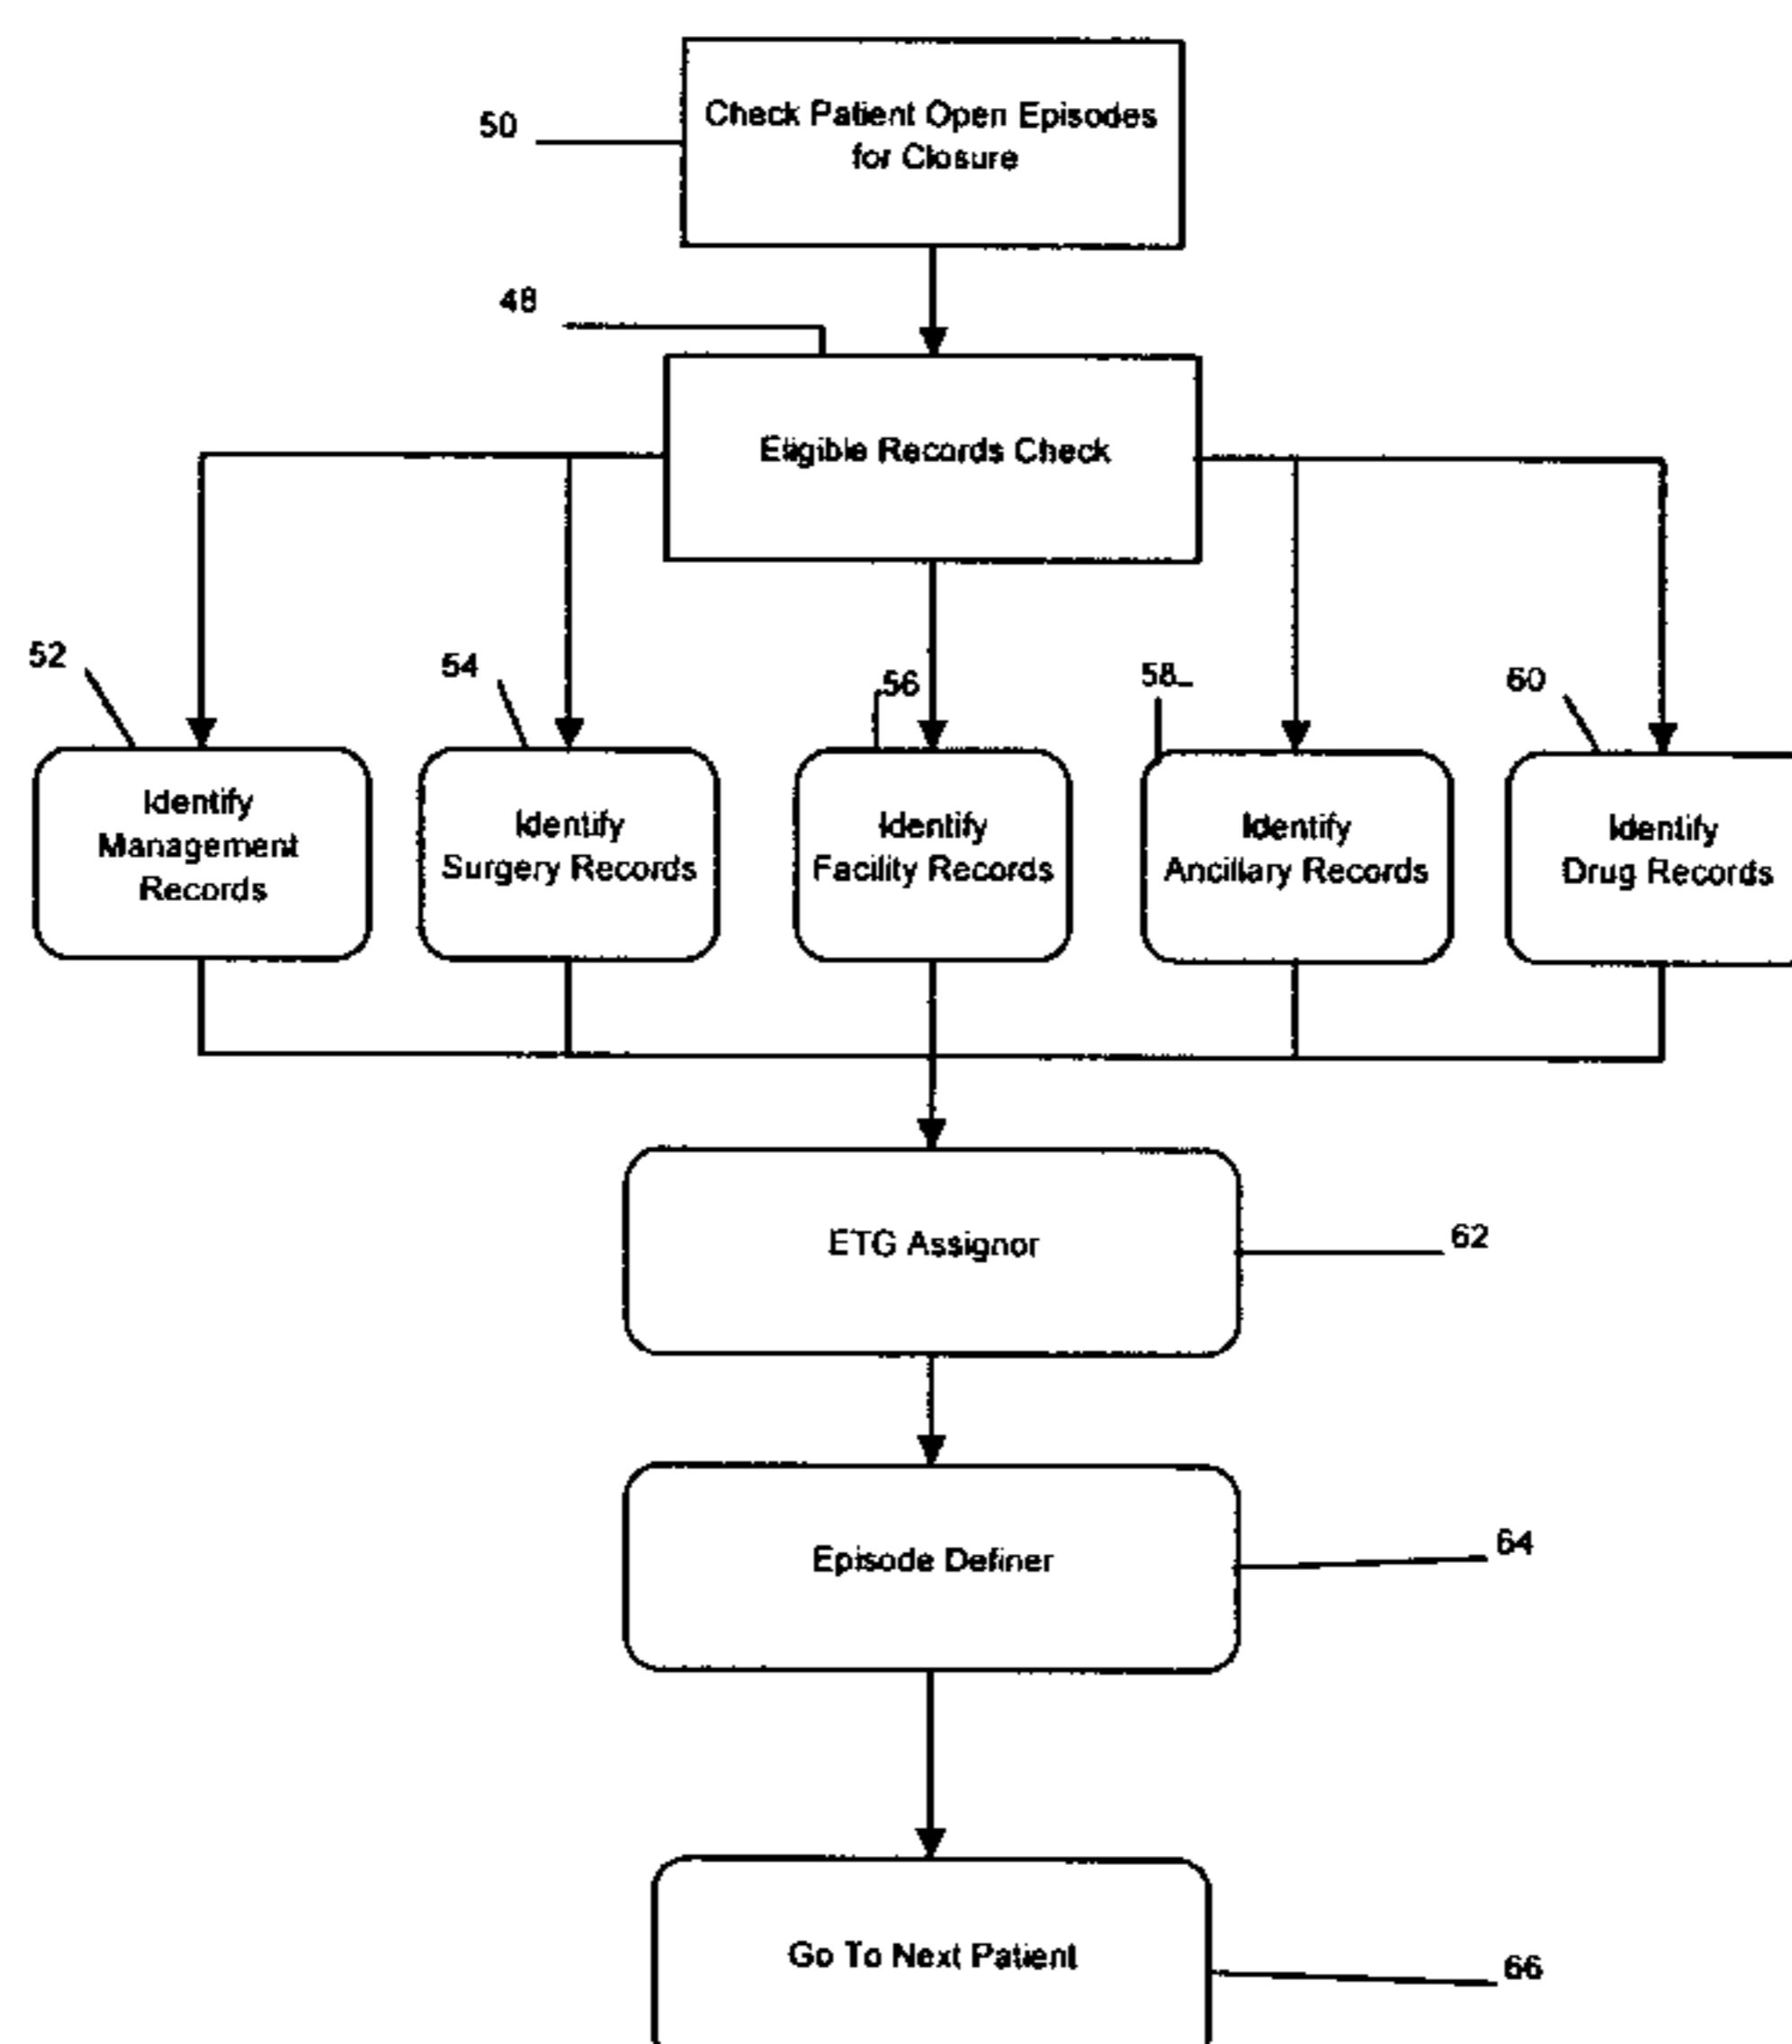 Check Patient Open Episodes
for Closure
50
48
Eligible Records Check
52
54
56
58
60
Identify
Management
Records
Identify
Surgery Records
Identify
Facility Records
Identify
Ancillary Records
Identify
Drug Records
ETG Assignor
62
Episode Definer
64
Go To Next Patient
66